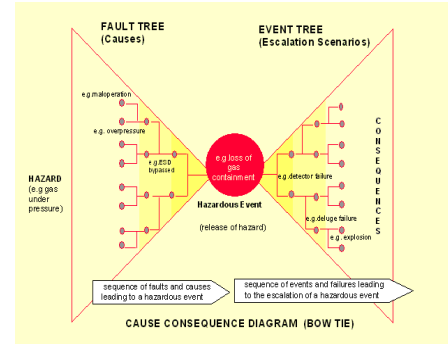 FAULT TREE
(Causes)
EVENT TREE
(Escalation Scenarios)
e.g.maloperation
e.g. overpressure
e.g.ESD
bypassed
HAZARD
(e.g gas
under
pressure)
e.g.loss of
gas
containment
Hazardous Event
(release of hazard)
e.g.detector failure
e.g.deluge failure
e.g. explosion
CONSEQUENCES
sequence of faults and causes
leading to a hazardous event
sequence of events and failures leading
to the escalation of a hazardous event
CAUSE CONSEQUENCE DIAGRAM (BOW TIE)